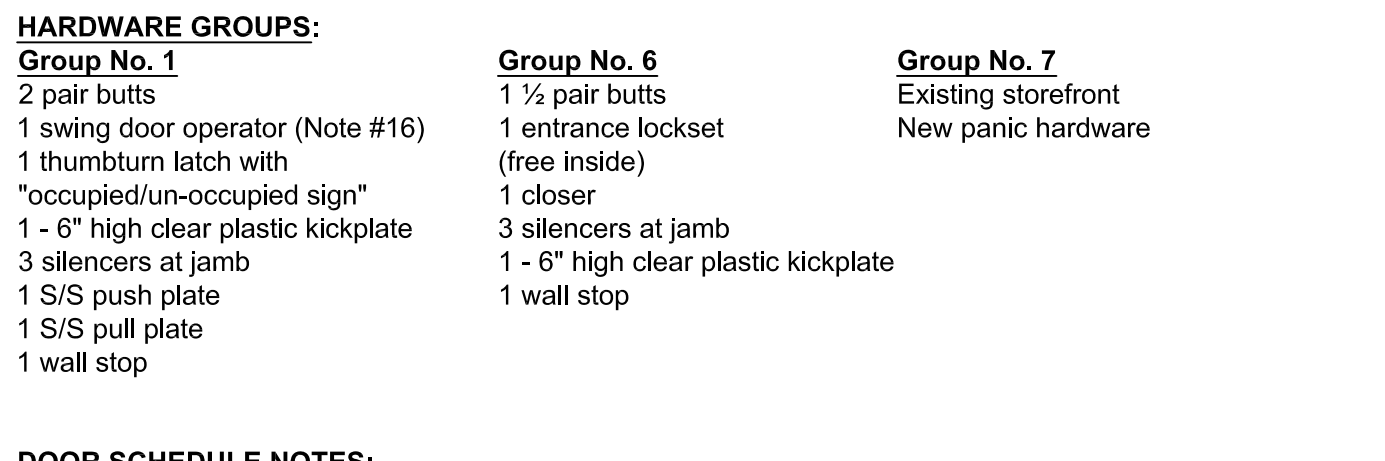 HARDWARE GROUPS:
Group No. 1
2 pair butts
1 swing door operator (Note #16)
1 thumbturn latch with
"occupied/un-occupied sign"
1 - 6" high clear plastic kickplate
3 silencers at jamb
1 S/S push plate
1 S/S pull plate
1 wall stop
Group No. 6
1 ½ pair butts
1 entrance lockset
(free inside)
1 closer
3 silencers at jamb
1 - 6" high clear plastic kickplate
1 wall stop
Group No. 7
Existing storefront
New panic hardware
DOOR SCHEDULE NOTES: